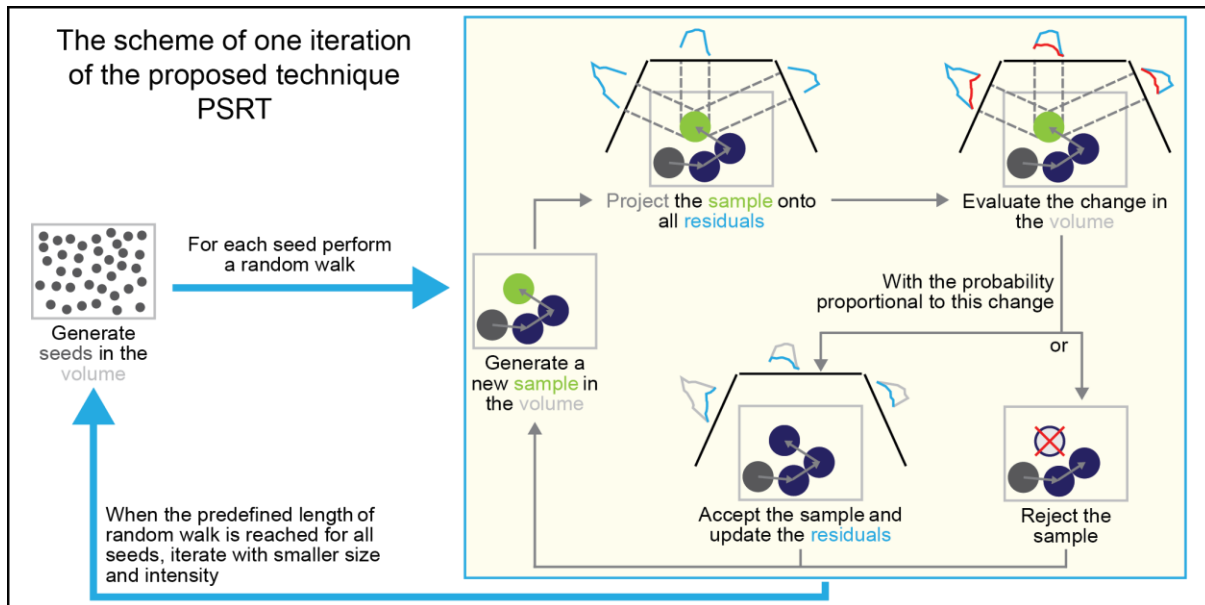 The scheme of one iteration
of the proposed technique
PSRT
Generate
seeds in the
volume
For each seed perform
a random walk
Generate a
new sample in
the volume
Project the sample onto
all residuals
Evaluate the change in
the volume
With the probability
proportional to this change
or
Accept the sample and
update the residuals
Reject the
sample
When the predefined length of
random walk is reached for all
seeds, iterate with smaller size
and intensity